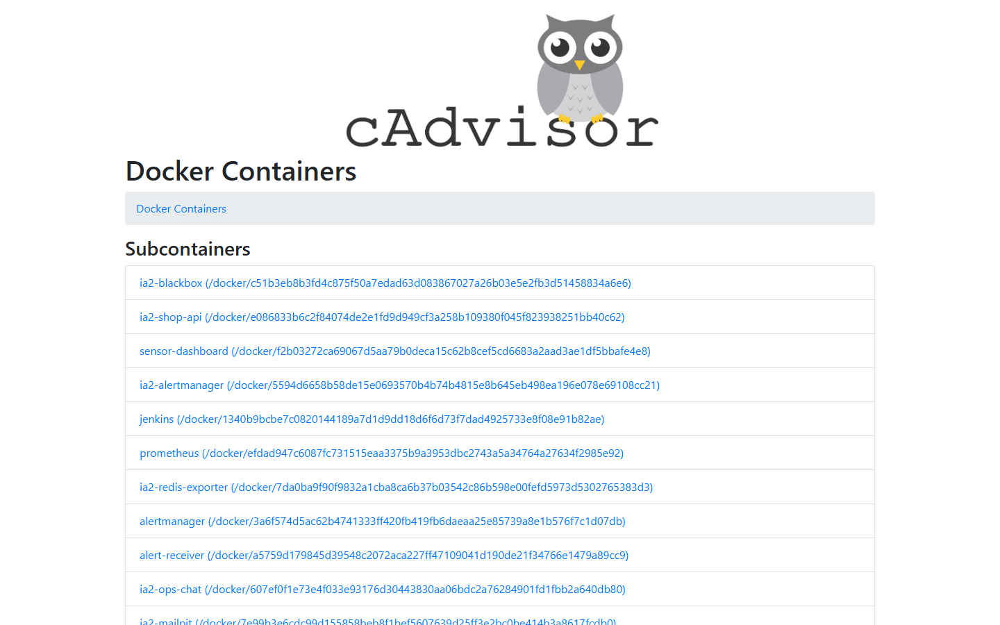 cAdvisor
Docker Containers
Docker Containers
Subcontainers
ia2-blackbox (/docker/c51b3eb8b3fd4c875f50a7edad63d083867027a26b03e5e2fb3d51458834a6e6)
ia2-shop-api (/docker/e086833b6c2f84074de2e1fd9d949cf3a258b109380f045f823938251bb40c62)
sensor-dashboard (/docker/f2b03272ca69067d5aa79b0deca15c62b8cef5cd6683a2aad3ae1df5bbafe4e8)
ia2-alertmanager (/docker/5594d6658b58de15e0693570b4b74b4815e8b645eb498ea196e078e69108cc21)
jenkins (/docker/1340b9bcbe7c0820144189a7d1d9dd18d6f6d73f7dad4925733e8f08e91b82ae)
prometheus (/docker/efdad947c6087fc731515eaa3375b9a3953dbc2743a5a34764a27634f2985e92)
ia2-redis-exporter (/docker/7da0ba9f90f9832a1cba8ca6b37b03542c86b598e00fefd5973d5302765383d3)
alertmanager (/docker/3a6f574d5ac62b4741333ff420fb419fb6daeaa25e85739a8e1b576f7c1d07db)
alert-receiver (/docker/a5759d179845d39548c2072aca227ff47109041d190de21f34766e1479a89cc9)
ia2-ops-chat (/docker/607ef0f1e73e4f033e93176d30443830aa06bdc2a76284901fd1fbb2a640db80)
ia2-mailpit (/docker/7e99b3e6cdc99d155858beb8f1bef5607639d25ff3e2bc0be414b3a8617fcdb0)